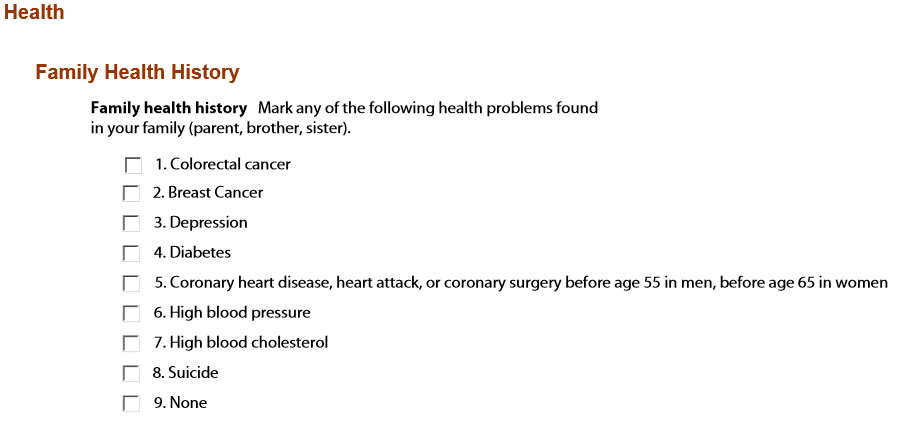 Health
Family Health History
Family health history Mark any of the following health problems found
in your family (parent, brother, sister).
1. Colorectal cancer
2. Breast Cancer
3. Depression
4. Diabetes
5. Coronary heart disease, heart attack, or coronary surgery before age 55 in men, before age 65 in women
6. High blood pressure
7. High blood cholesterol
8. Suicide
9. None